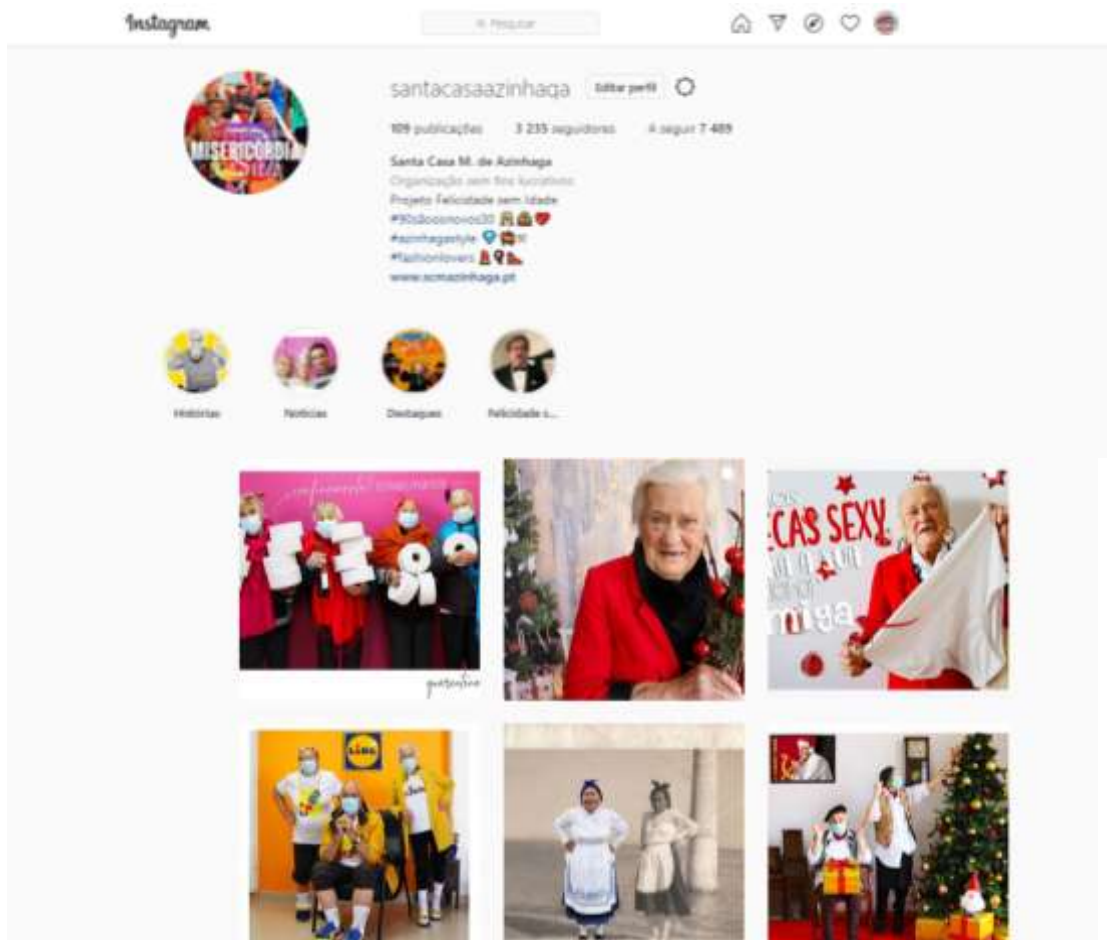 Instagram
Pesquisar
santacasaazinhaga Editar perfil
109 publicações 3 235 seguidores A seguir 7 489
Santa Casa M. de Azinhaga
Organização sem fins lucrativos
Projeto Felicidade sem Idade
#90sãoosnovos30
#azinhagastyle
#fashionlovers
www.scmazinhaga.pt
MISERICÓRDIA
Histórias Notícias Destaques Felicidade s...
CAS SEXY
miga
quarentine
LIDL